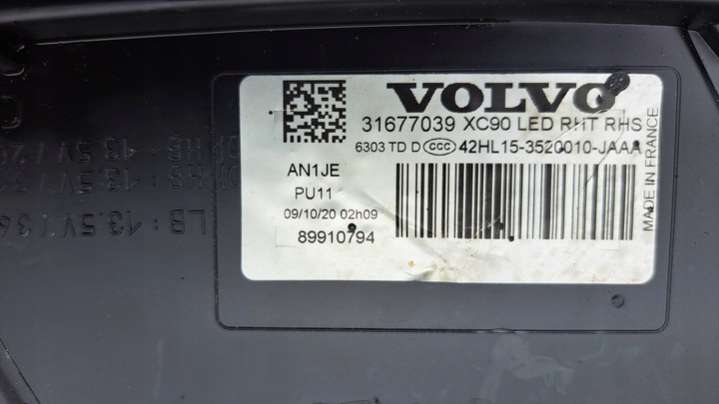 VOLVO
31677039 XC90 LED RHT RHS
6303 TD D CCC 42HL15-3520010-JAAA
AN1JE
PU11
09/10/20 02h09
89910794
MADE IN FRANCE
LB : 13.5V / 36